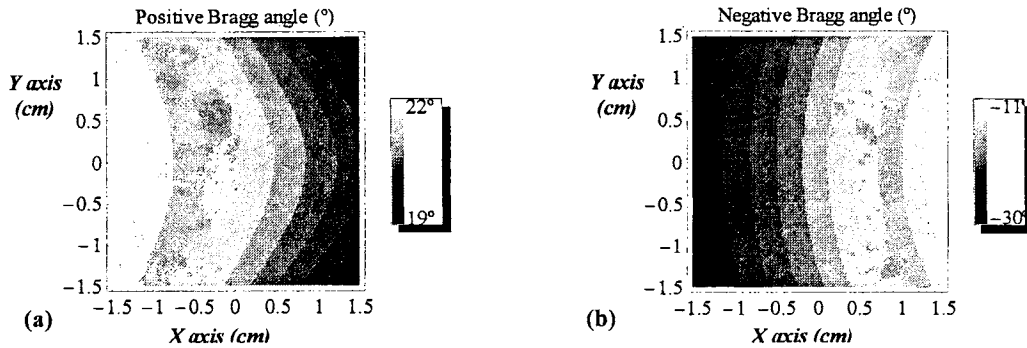 Positive Bragg angle (°)
1.5
1
Y axis
(cm)
0.5
0
−0.5
−1
−1.5
−1.5 −1 −0.5 0 0.5 1 1.5
X axis (cm)
22°
19°
(a)
Negative Bragg angle (°)
1.5
1
Y axis
(cm)
0.5
0
−0.5
−1
−1.5
−1.5 −1 −0.5 0 0.5 1 1.5
X axis (cm)
−11°
−30°
(b)